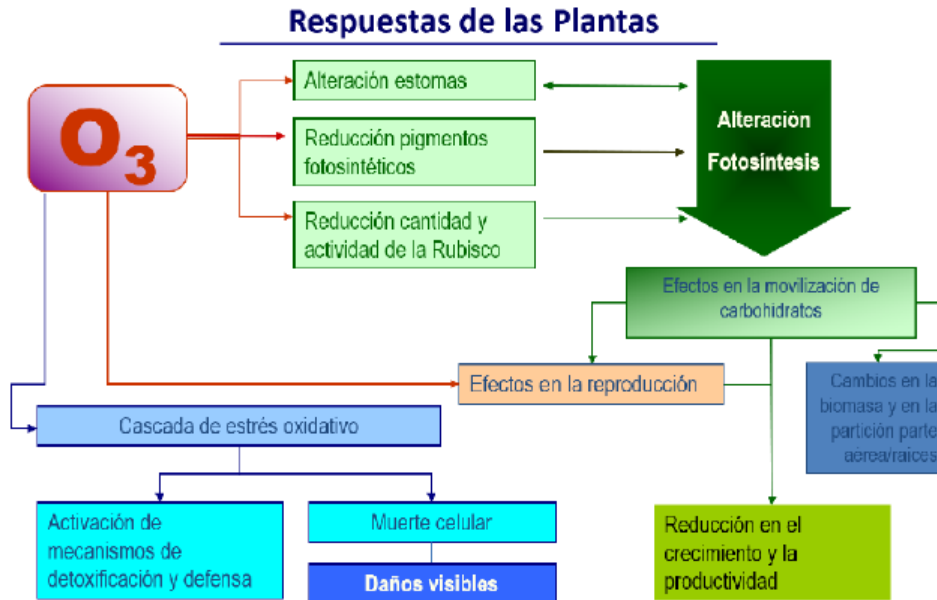 Respuestas de las Plantas
O3
Alteración estomas
Reducción pigmentos
fotosintéticos
Reducción cantidad y
actividad de la Rubisco
Alteración
Fotosíntesis
Efectos en la movilización de
carbohidratos
Efectos en la reproducción
Cambios en la
biomasa y en la
partición parte
aérea/raices
Cascada de estrés oxidativo
Activación de
mecanismos de
detoxificación y defensa
Muerte celular
Daños visibles
Reducción en el
crecimiento y la
productividad